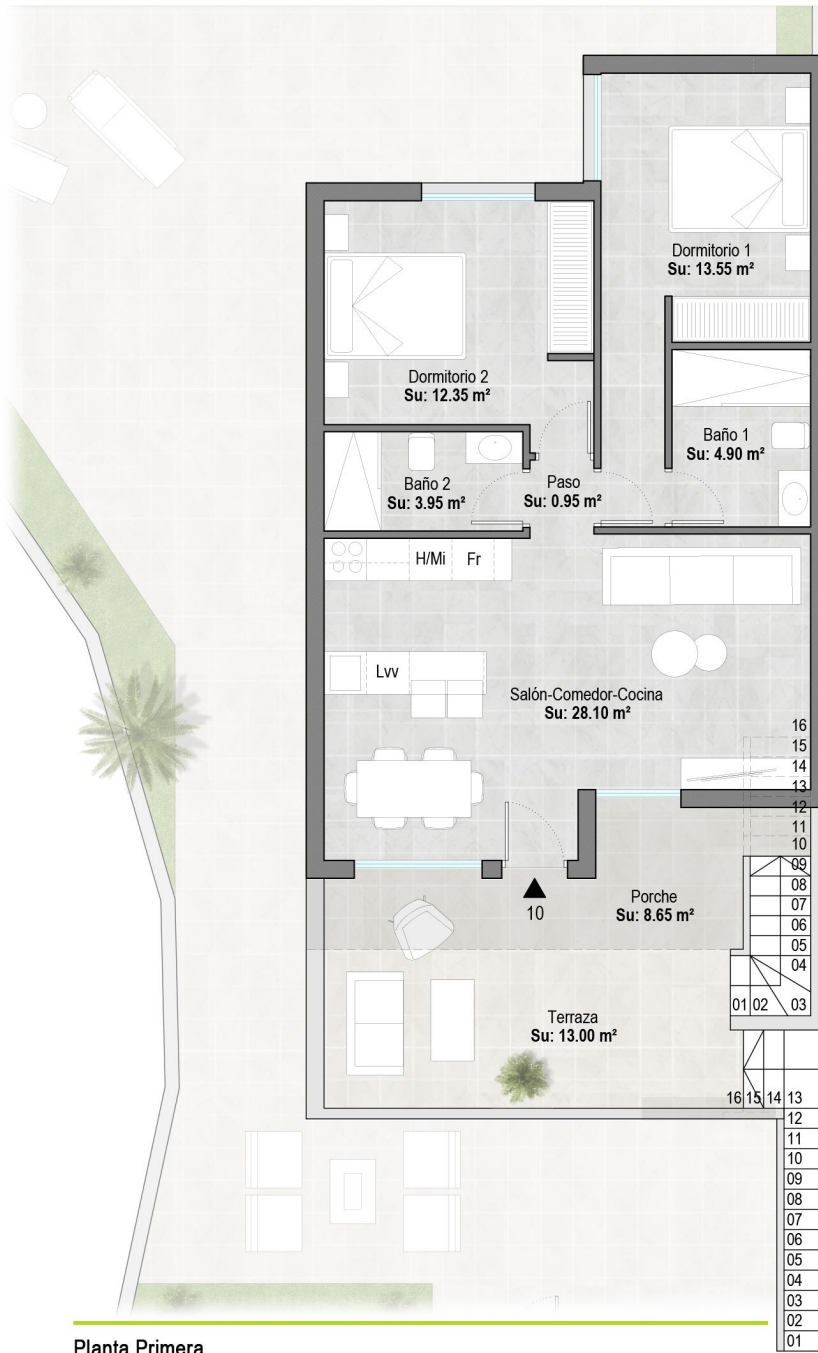 Dormitorio 1
Su: 13.55 m²
Dormitorio 2
Su: 12.35 m²
Baño 1
Su: 4.90 m²
Baño 2
Su: 3.95 m²
Paso
Su: 0.95 m²
H/Mi Fr
Lvv
Salón-Comedor-Cocina
Su: 28.10 m²
16
15
14
13
12
11
10
09
08
07
06
05
04
01 02 03
10
Porche
Su: 8.65 m²
Terraza
Su: 13.00 m²
16 15 14 13
12
11
10
09
08
07
06
05
04
03
02
01
Planta Primera